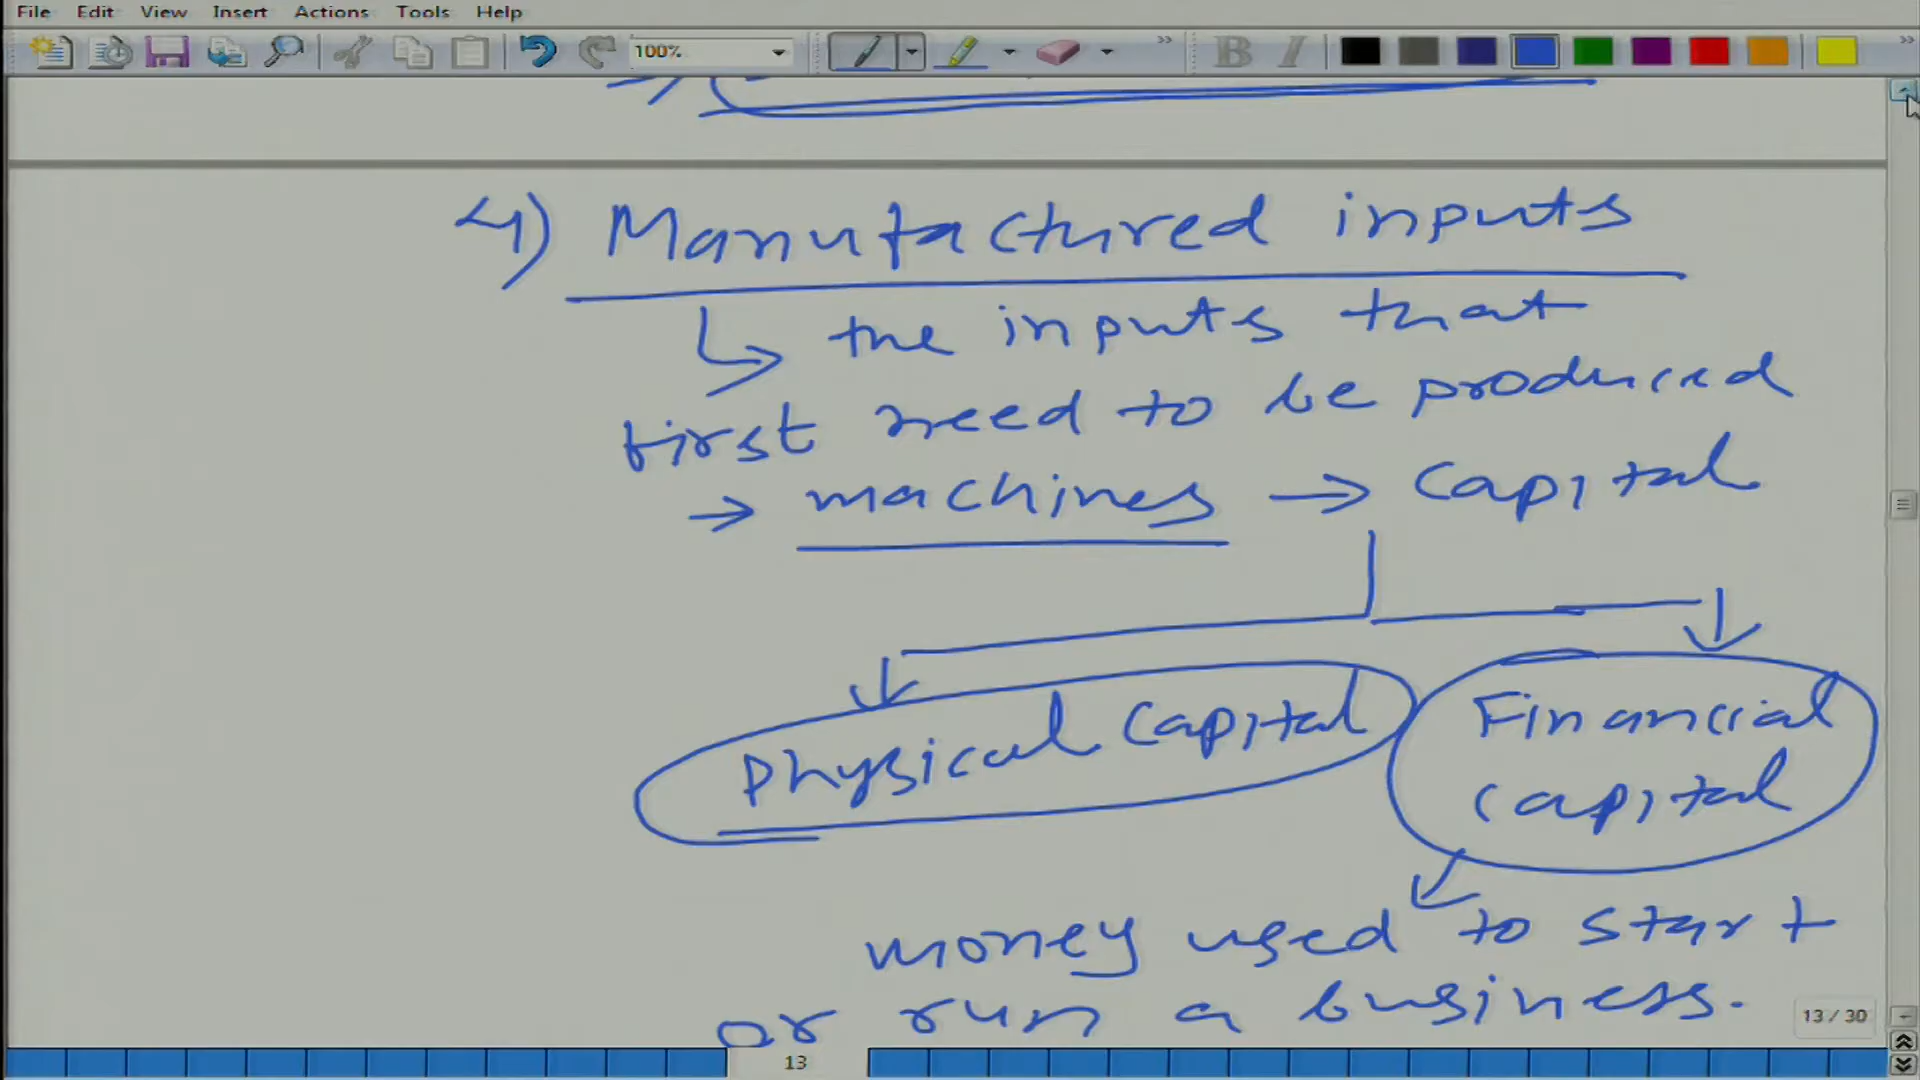 File Edit View Insert Actions Tools Help
100%
4) Manufactured inputs
the inputs that
first need to be produced
→ machines → capital
Physical capital
Financial
capital
money used to start
or run a business.
13 / 30
13